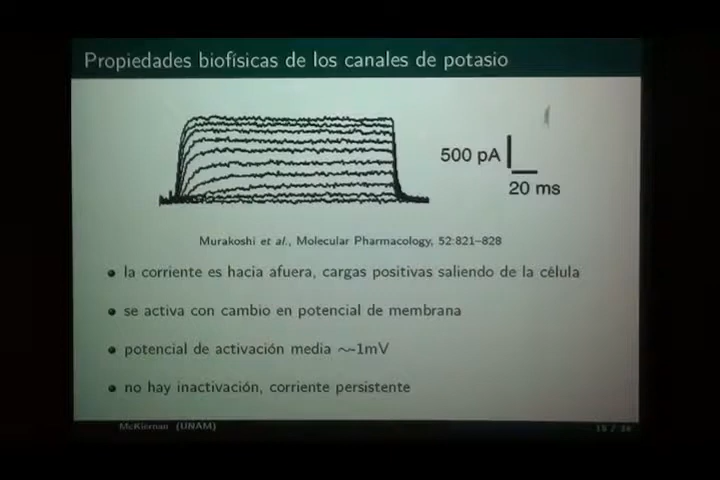 Propiedades biofísicas de los canales de potasio
500 pA
20 ms
Murakoshi et al., Molecular Pharmacology, 52:821–828
la corriente es hacia afuera, cargas positivas saliendo de la célula
se activa con cambio en potencial de membrana
potencial de activación media ∼-1mV
no hay inactivación, corriente persistente
McKiernan (UNAM)